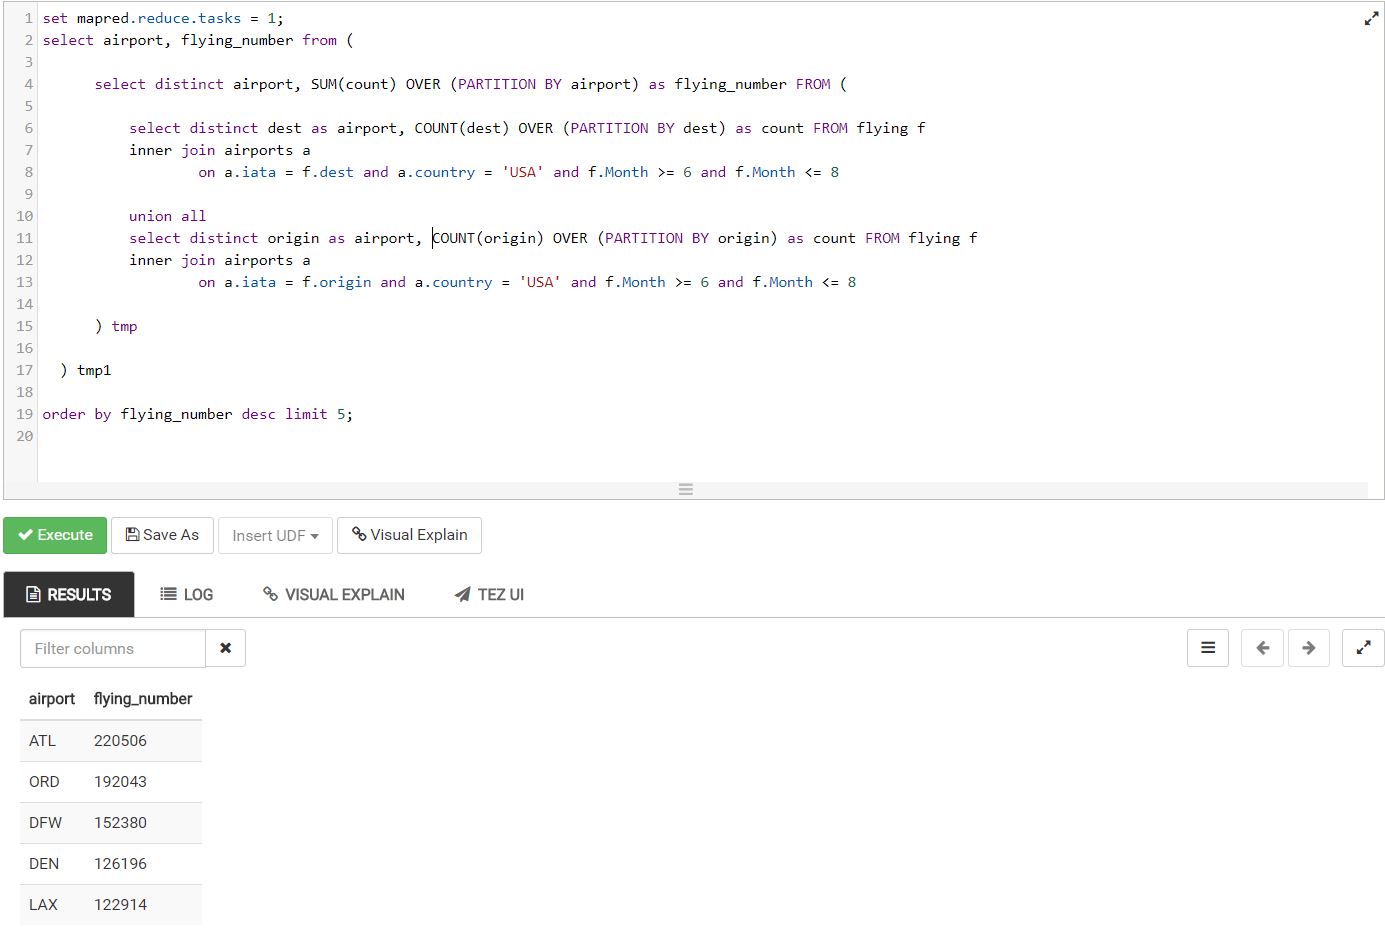 1 set mapred.reduce.tasks = 1;
2 select airport, flying_number from (
3
4 select distinct airport, SUM(count) OVER (PARTITION BY airport) as flying_number FROM (
5
6 select distinct dest as airport, COUNT(dest) OVER (PARTITION BY dest) as count FROM flying f
7 inner join airports a
8 on a.iata = f.dest and a.country = 'USA' and f.Month >= 6 and f.Month <= 8
9
10 union all
11 select distinct origin as airport, COUNT(origin) OVER (PARTITION BY origin) as count FROM flying f
12 inner join airports a
13 on a.iata = f.origin and a.country = 'USA' and f.Month >= 6 and f.Month <= 8
14
15 ) tmp
16
17 ) tmp1
18
19 order by flying_number desc limit 5;
20
Execute Save As Insert UDF Visual Explain
RESULTS LOG VISUAL EXPLAIN TEZ UI
Filter columns
airport flying_number
ATL 220506
ORD 192043
DFW 152380
DEN 126196
LAX 122914